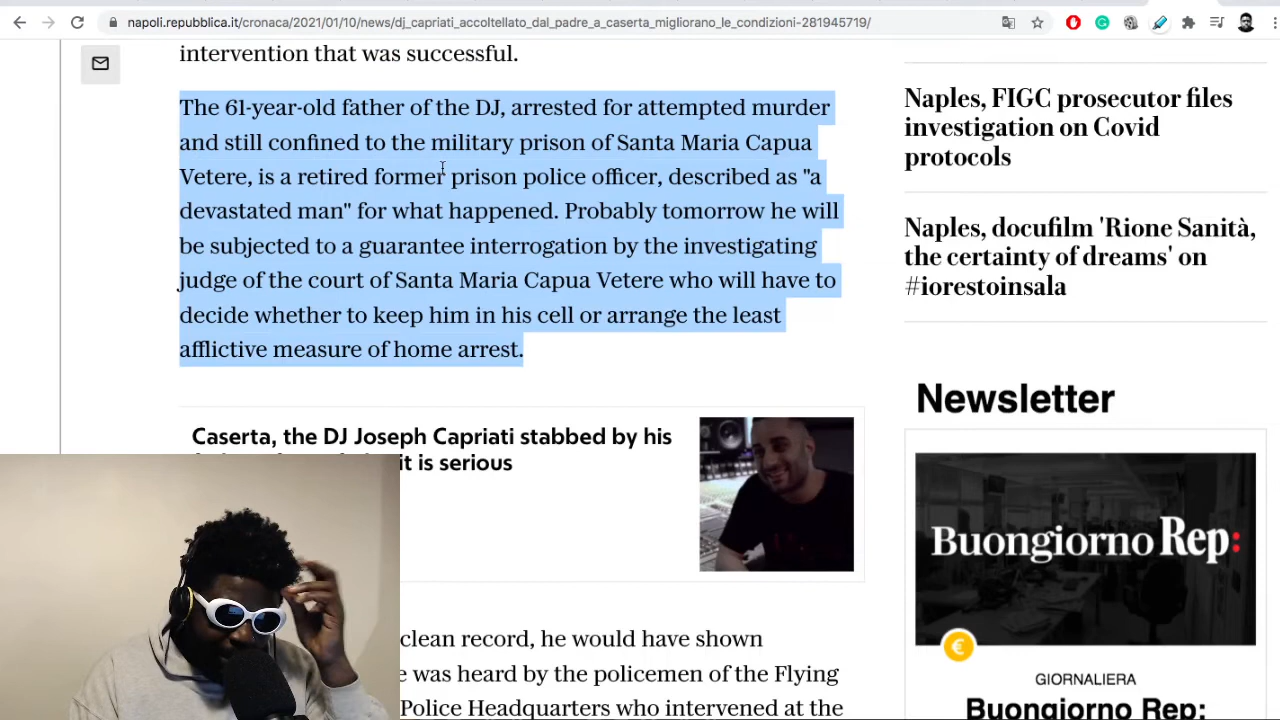 napoli.repubblica.it/cronaca/2021/01/10/news/dj_capriati_accoltellato_dal_padre_a_caserta_migliorano_le_condizioni-281945719/
intervention that was successful.
The 61-year-old father of the DJ, arrested for attempted murder
and still confined to the military prison of Santa Maria Capua
Vetere, is a retired former prison police officer, described as "a
devastated man" for what happened. Probably tomorrow he will
be subjected to a guarantee interrogation by the investigating
judge of the court of Santa Maria Capua Vetere who will have to
decide whether to keep him in his cell or arrange the least
afflictive measure of home arrest.
Caserta, the DJ Joseph Capriati stabbed by his
it is serious
clean record, he would have shown
was heard by the policemen of the Flying
Police Headquarters who intervened at the
Naples, FIGC prosecutor files
investigation on Covid
protocols
Naples, docufilm 'Rione Sanità,
the certainty of dreams' on
#iorestoinsala
Newsletter
Buongiorno Rep:
€
GIORNALIERA
Buongiorno Rep: